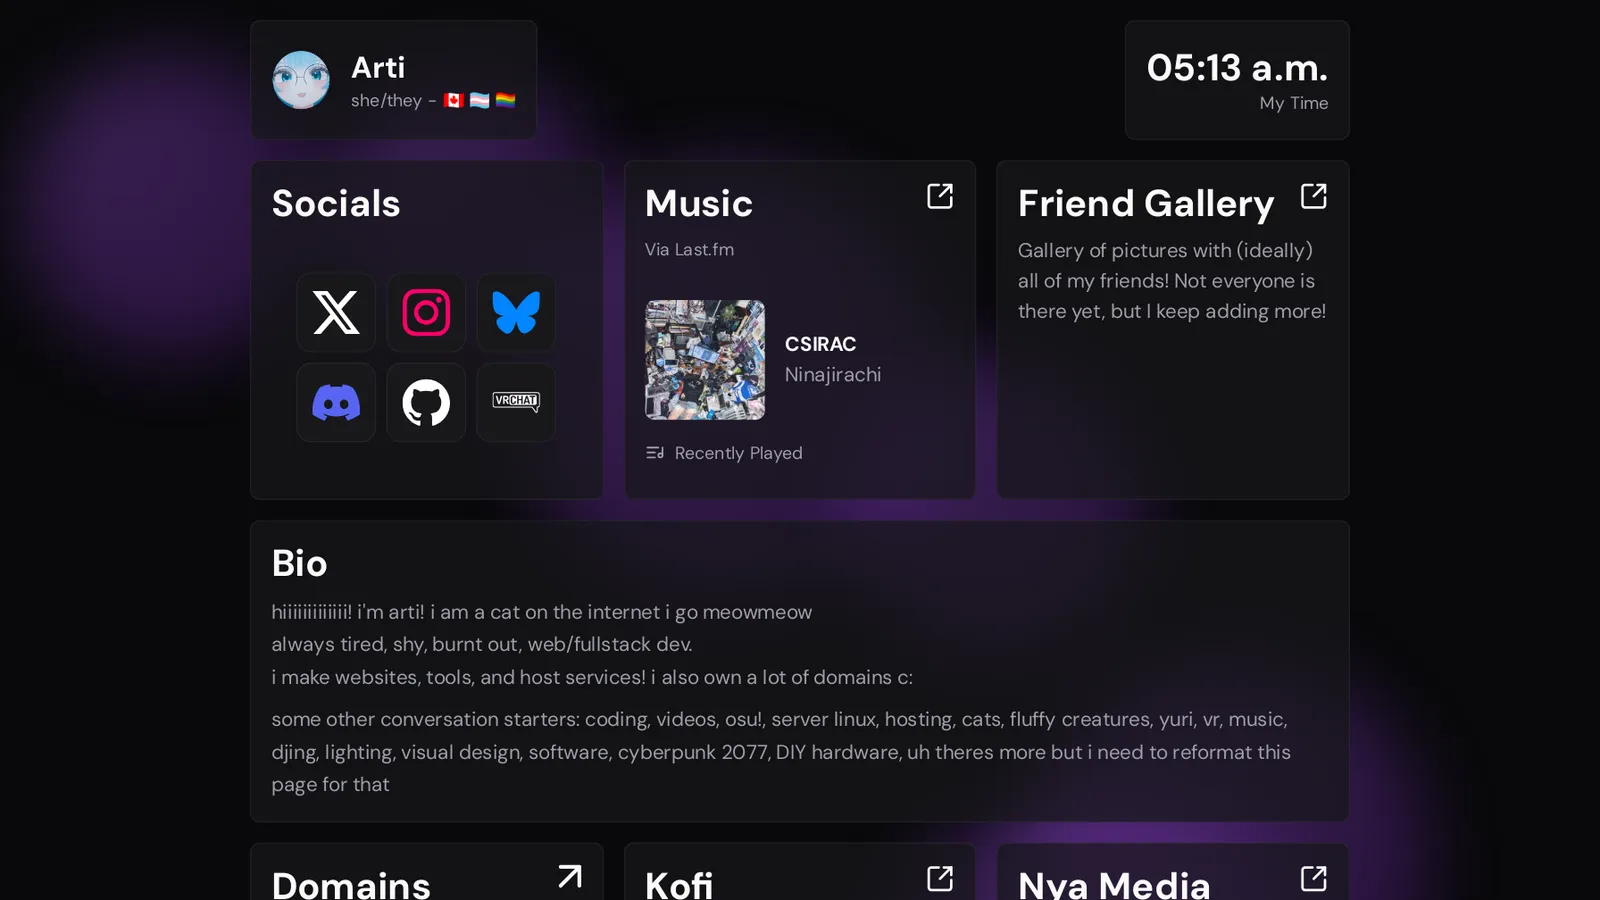 Arti
she/they - 🇨🇦 🏳️‍⚧️ 🏳️‍🌈
05:13 a.m.
My Time
Socials
VRCHAT
Music
Via Last.fm
CSIRAC
Ninajirachi
Recently Played
Friend Gallery
Gallery of pictures with (ideally)
all of my friends! Not everyone is
there yet, but I keep adding more!
Bio
hiiiiiiiiiiiii! i'm arti! i am a cat on the internet i go meowmeow
always tired, shy, burnt out, web/fullstack dev.
i make websites, tools, and host services! i also own a lot of domains c:
some other conversation starters: coding, videos, osu!, server linux, hosting, cats, fluffy creatures, yuri, vr, music,
djing, lighting, visual design, software, cyberpunk 2077, DIY hardware, uh theres more but i need to reformat this
page for that
Domains
Kofi
Nya Media